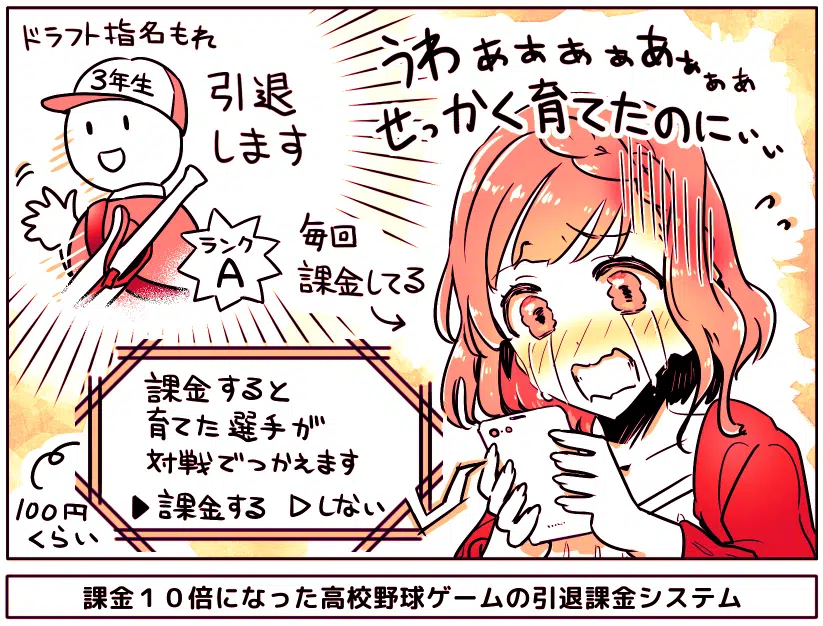 ドラフト指名もれ
3年生
引退
します
ランク
A
毎回
課金してる
うわぁぁぁぁあぁぁぁ
せっかく育てたのにぃぃ
課金すると
育てた選手が
対戦でつかえます
▶課金する ▷しない
100円
くらい
課金10倍になった高校野球ゲームの引退課金システム